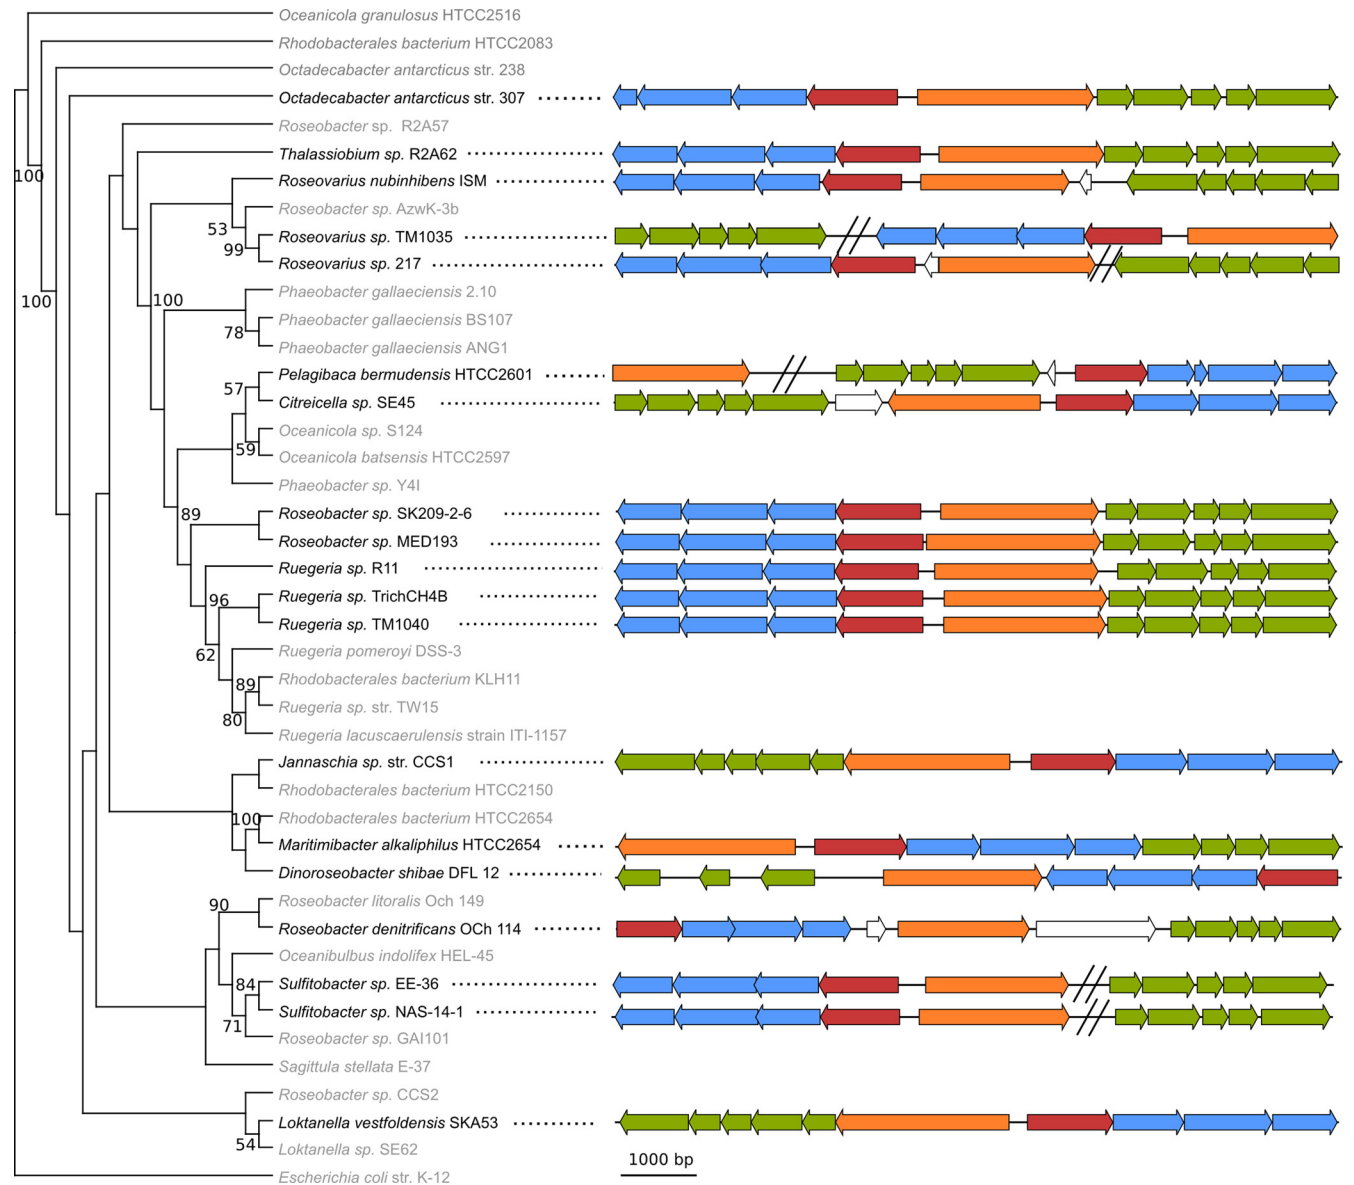 Oceanicola granulosus HTCC2516
Rhodobacterales bacterium HTCC2083
Octadecabacter antarcticus str. 238
Octadecabacter antarcticus str. 307
Roseobacter sp. R2A57
Thalassiobium sp. R2A62
100
Roseovarius nubinhibens ISM
Roseobacter sp. AzwK-3b
53
Roseovarius sp. TM1035
99
Roseovarius sp. 217
Phaeobacter gallaeciensis 2.10
100
100
Phaeobacter gallaeciensis BS107
78
Phaeobacter gallaeciensis ANG1
Pelagibaca bermudensis HTCC2601
57
Citreicella sp. SE45
Oceanicola sp. S124
59
Oceanicola batsensis HTCC2597
Phaeobacter sp. Y4I
89
Roseobacter sp. SK209-2-6
Roseobacter sp. MED193
Ruegeria sp. R11
96
Ruegeria sp. TrichCH4B
Ruegeria sp. TM1040
62
Ruegeria pomeroyi DSS-3
89
Rhodobacterales bacterium KLH11
Ruegeria sp. str. TW15
80
Ruegeria lacuscaerulensis strain ITI-1157
Jannaschia sp. str. CCS1
Rhodobacterales bacterium HTCC2150
100
Rhodobacterales bacterium HTCC2654
Maritimibacter alkaliphilus HTCC2654
Dinoroseobacter shibae DFL 12
90
Roseobacter litoralis Och 149
Roseobacter denitrificans OCh 114
Oceanibulbus indolifex HEL-45
84
Sulfitobacter sp. EE-36
Sulfitobacter sp. NAS-14-1
71
Roseobacter sp. GAI101
Sagittula stellata E-37
Roseobacter sp. CCS2
Loktanella vestfoldensis SKA53
54
Loktanella sp. SE62
1000 bp
Escherichia coli str. K-12